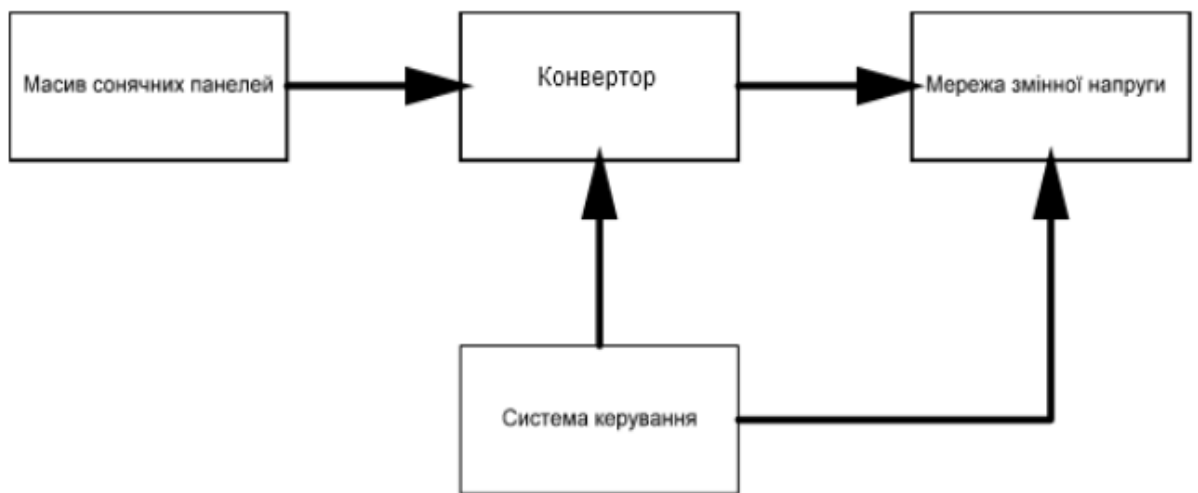 Масив сонячних панелей
Конвертор
Мережа змінної напруги
Система керування